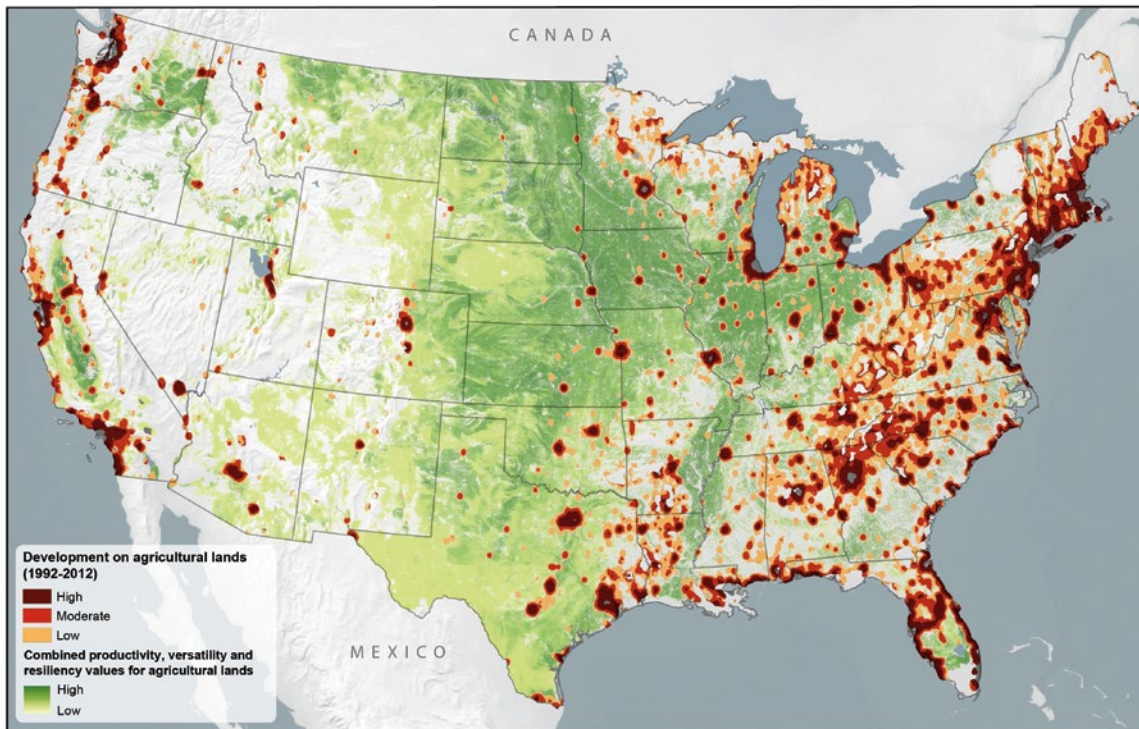 CANADA
MEXICO
Development on agricultural lands
(1992-2012)
High
Moderate
Low
Combined productivity, versatility and
resiliency values for agricultural lands
High
Low